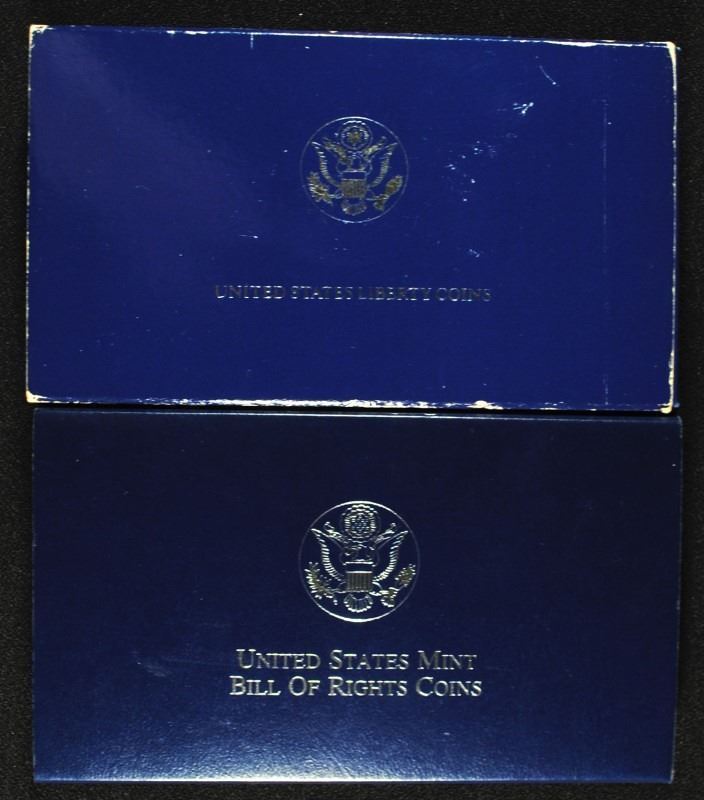 UNITED STATES LIBERTY COINS
UNITED STATES MINT
BILL OF RIGHTS COINS